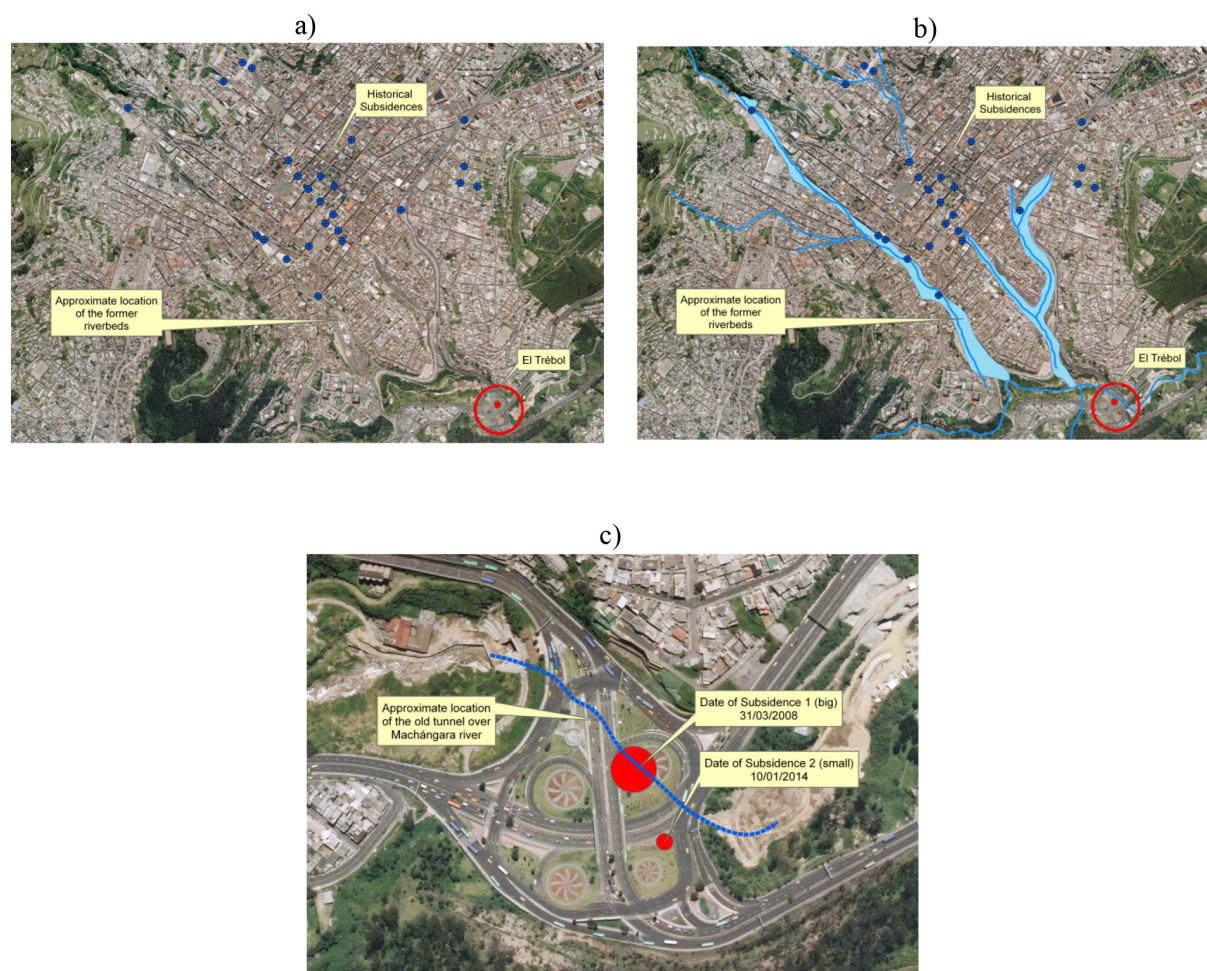 a)
Historical
Subsidences
Approximate location
of the former
riverbeds
El Trébol
b)
Historical
Subsidences
Approximate location
of the former
riverbeds
El Trébol
c)
Approximate location
of the old tunnel over
Machángara river
Date of Subsidence 1 (big)
31/03/2008
Date of Subsidence 2 (small)
10/01/2014